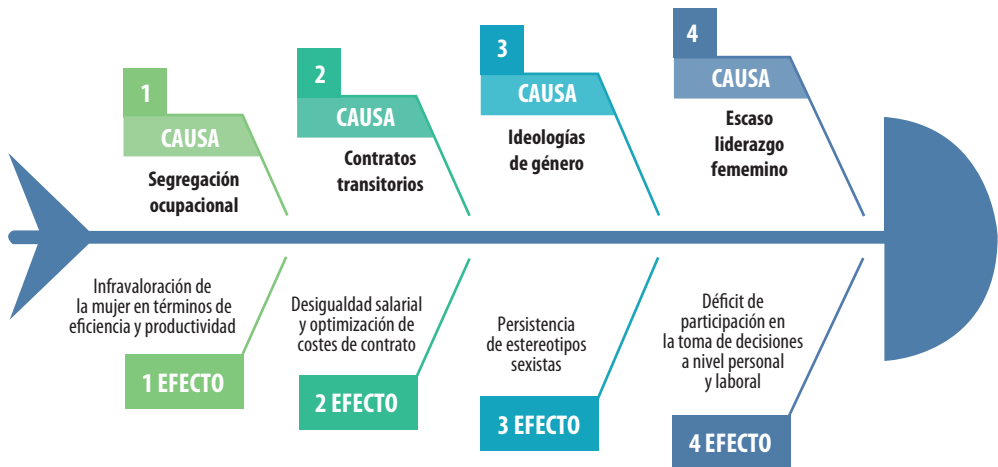 1
CAUSA
Segregación
ocupacional
2
CAUSA
Contratos
transitorios
3
CAUSA
Ideologías
de género
4
CAUSA
Escaso
liderazgo
fememino
Infravaloración de
la mujer en términos de
eficiencia y productividad
1 EFECTO
Desigualdad salarial
y optimización de
costes de contrato
2 EFECTO
Persistencia
de estereotipos
sexistas
3 EFECTO
Déficit de
participación en
la toma de decisiones
a nivel personal
y laboral
4 EFECTO